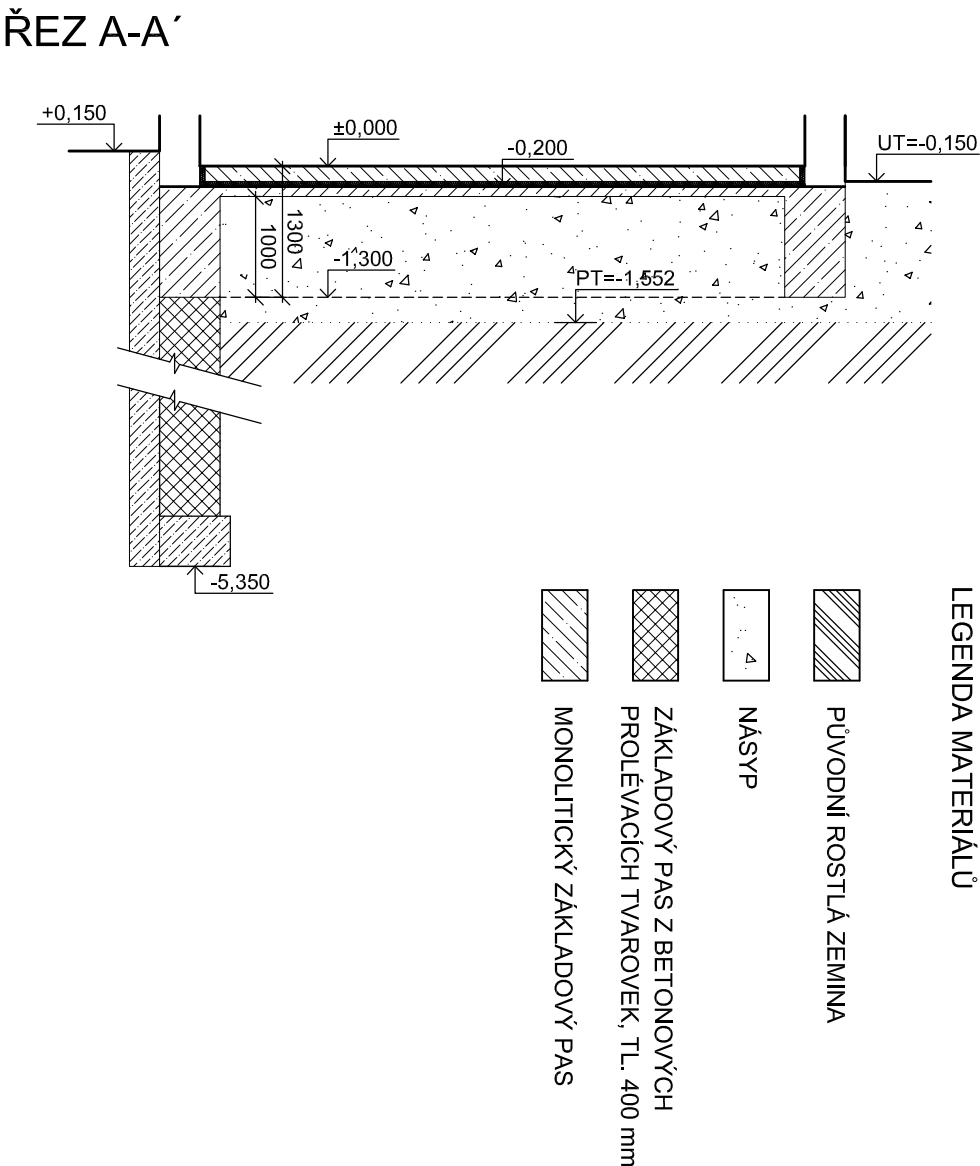 ŘEZ A-A´
+0,150
±0,000
-0,200
UT=-0,150
1300
1000
-1,300
PT=-1,552
-5,350
LEGENDA MATERIÁLŮ
PŮVODNÍ ROSTLÁ ZEMINA
NÁSYP
ZÁKLADOVÝ PAS Z BETONOVÝCH
PROLÉVACÍCH TVAROVEK, TL. 400 mm
MONOLITICKÝ ZÁKLADOVÝ PAS